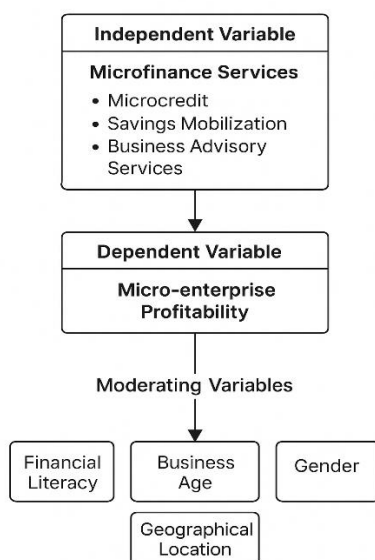 Independent Variable
Microfinance Services
• Microcredit
• Savings Mobilization
• Business Advisory
Services
Dependent Variable
Micro-enterprise
Profitability
Moderating Variables
Financial
Literacy
Business
Age
Gender
Geographical
Location